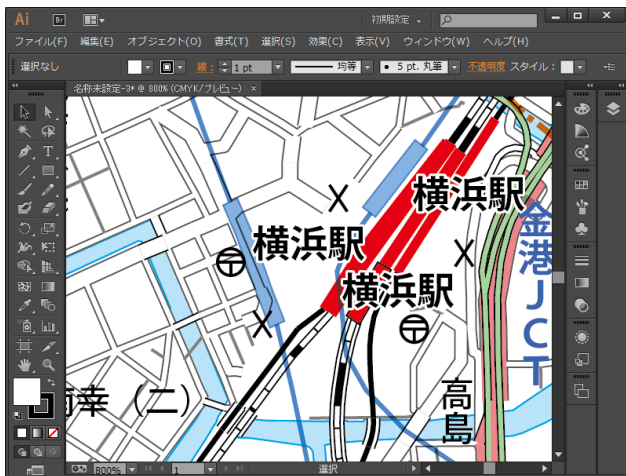 Ai Br 初期設定
ファイル(F) 編集(E) オブジェクト(O) 書式(T) 選択(S) 効果(C) 表示(V) ウィンドウ(W) ヘルプ(H)
選択なし 線: 1 pt 均等 5 pt. 丸筆 不透明度 スタイル:
名称未設定-3* @ 800% (CMYK/プレビュー) ×
横浜駅
横浜駅
横浜駅
金港JCT
高島
南幸(二)
800% 1 選択